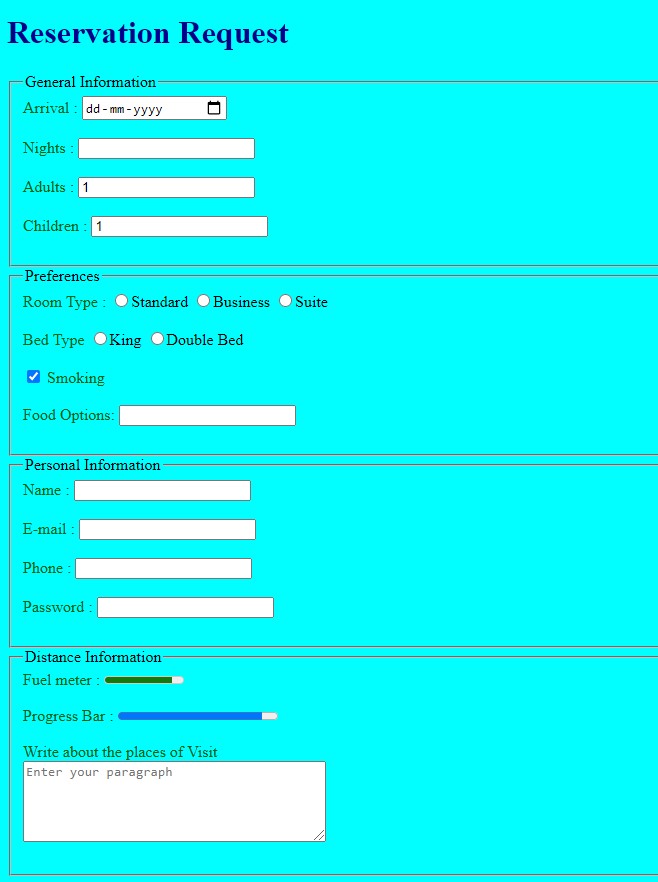 Reservation Request
General Information
Arrival : dd-mm-yyyy
Nights :
Adults : 1
Children : 1
Preferences
Room Type : Standard Business Suite
Bed Type King Double Bed
Smoking
Food Options:
Personal Information
Name :
E-mail :
Phone :
Password :
Distance Information
Fuel meter :
Progress Bar :
Write about the places of Visit
Enter your paragraph